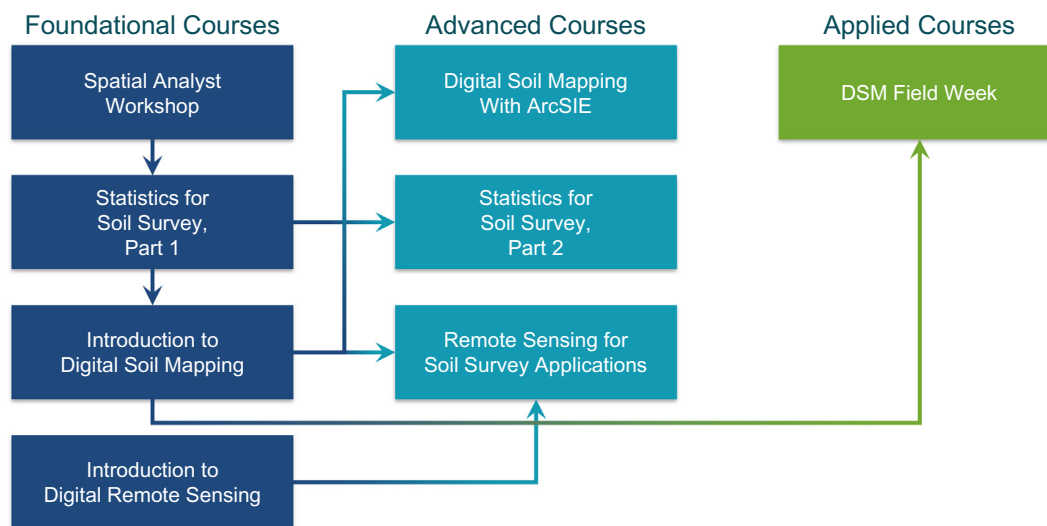 Foundational Courses
Spatial Analyst
Workshop
Statistics for
Soil Survey,
Part 1
Introduction to
Digital Soil Mapping
Introduction to
Digital Remote Sensing
Advanced Courses
Digital Soil Mapping
With ArcSIE
Statistics for
Soil Survey,
Part 2
Remote Sensing for
Soil Survey Applications
Applied Courses
DSM Field Week